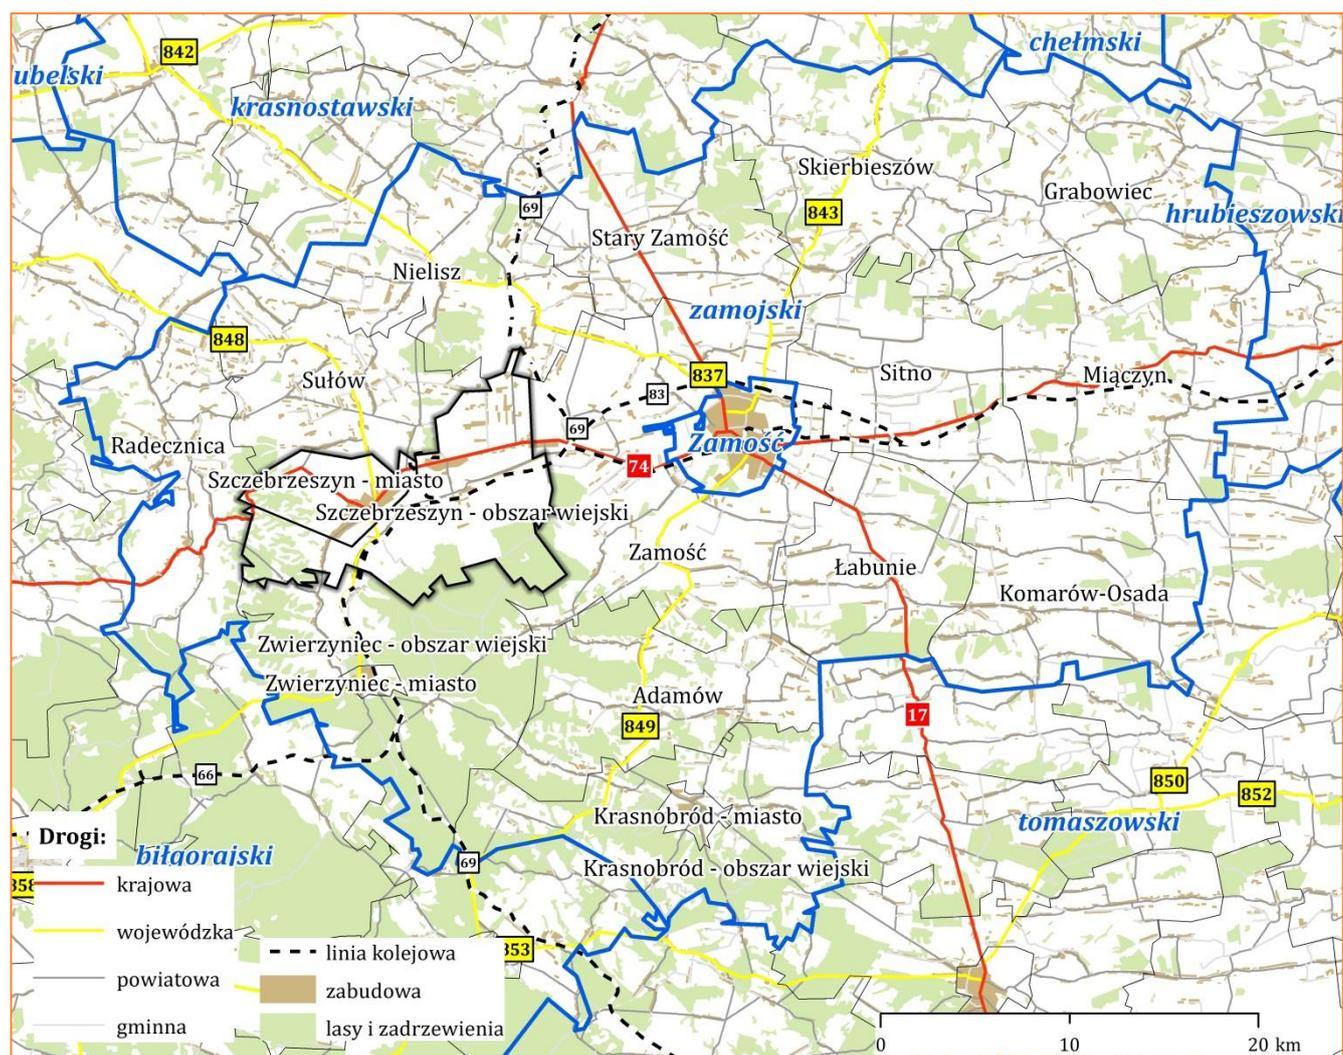 842
chełmski
ubelski
krasnostawski
Skierbieszów
Grabowiec
69
843
hrubieszowski
Stary Zamość
Nielisz
zamojski
848
837
Sitno
Miączyn
Sułów
83
69
Radecznica
Zamość
74
Szczebrzeszyn - miasto
Szczebrzeszyn - obszar wiejski
Zamość
Łabunie
Komarów-Osada
Zwierzyniec - obszar wiejski
Zwierzyniec - miasto
Adamów
17
849
66
850
852
Krasnobród - miasto
tomaszowski
Drogi:
biłgorajski
69
Krasnobród - obszar wiejski
858
krajowa
wojewódzka
853
linia kolejowa
powiatowa
zabudowa
gminna
lasy i zadrzewienia
0 10 20 km